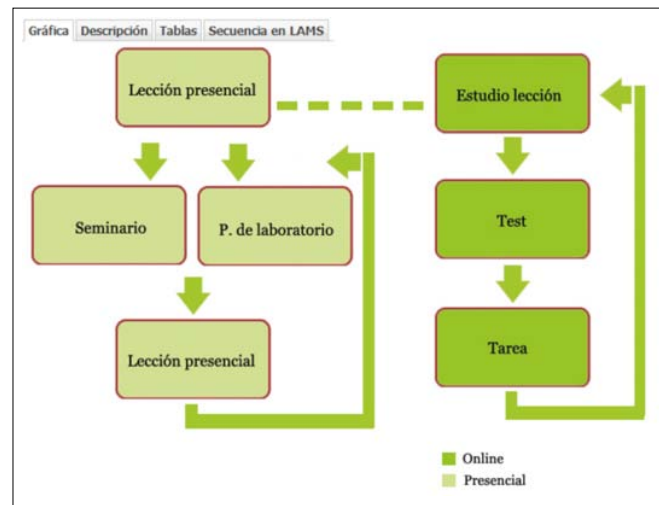 Gráfica Descripción Tablas Secuencia en LAMS
Lección presencial
Estudio lección
Seminario
P. de laboratorio
Test
Lección presencial
Tarea
Online
Presencial